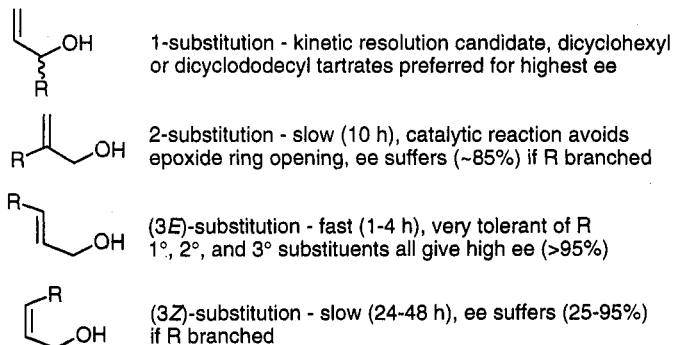 OH
R
1-substitution - kinetic resolution candidate, dicyclohexyl
or dicyclododecyl tartrates preferred for highest ee
R
OH
2-substitution - slow (10 h), catalytic reaction avoids
epoxide ring opening, ee suffers (~85%) if R branched
R
OH
(3E)-substitution - fast (1-4 h), very tolerant of R
1°, 2°, and 3° substituents all give high ee (>95%)
R
OH
(3Z)-substitution - slow (24-48 h), ee suffers (25-95%)
if R branched